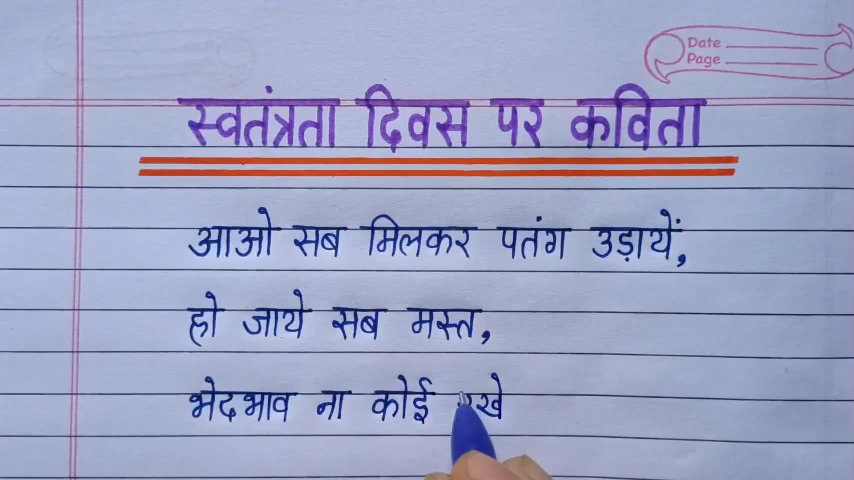 Date
Page
स्वतंत्रता दिवस पर कविता
आओ सब मिलकर पतंग उड़ायें,
हो जाये सब मस्त,
भेदभाव ना कोई